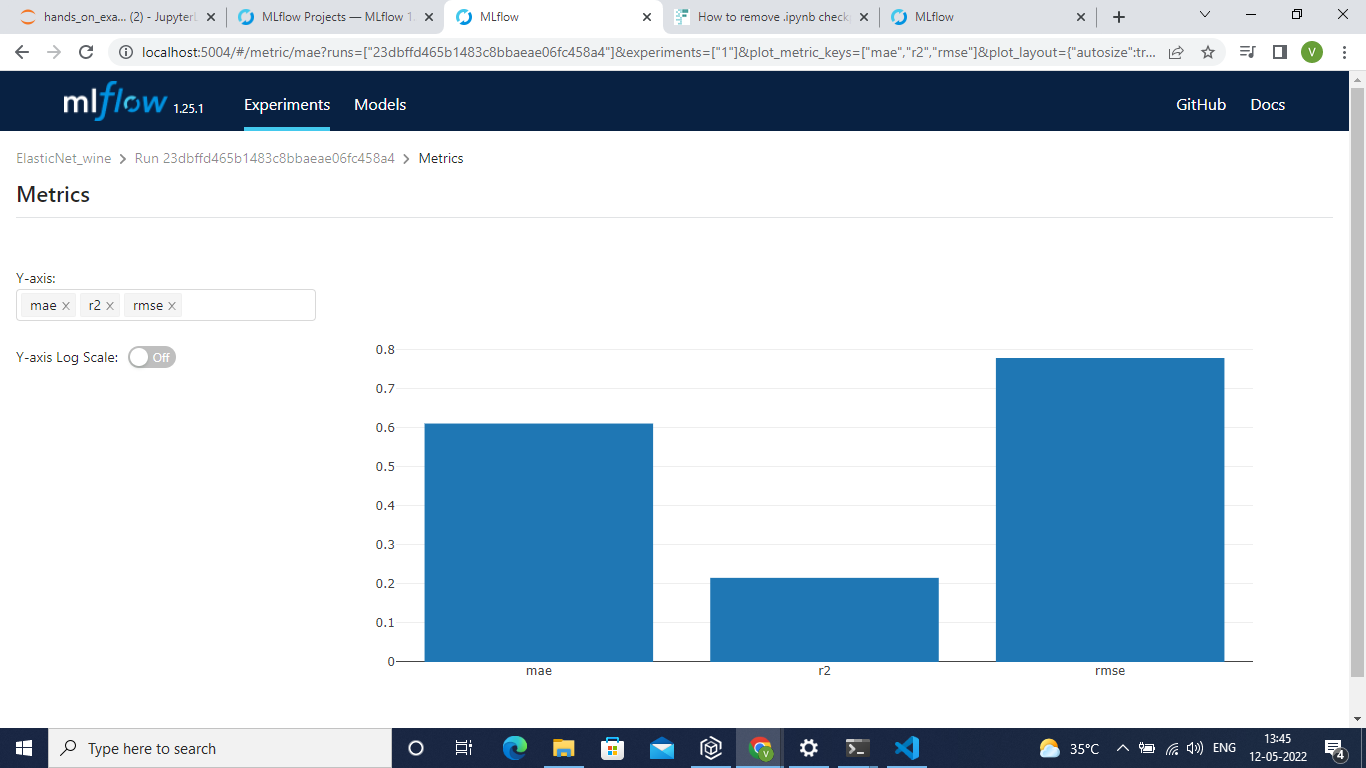 hands_on_exa... (2) - JupyterL
MLflow Projects — MLflow 1.
MLflow
How to remove .ipynb checkp
MLflow
localhost:5004/#/metric/mae?runs=["23dbffd465b1483c8bbaeae06fc458a4"]&experiments=["1"]&plot_metric_keys=["mae","r2","rmse"]&plot_layout={"autosize":tr...
V
mlflow 1.25.1
Experiments
Models
GitHub
Docs
ElasticNet_wine > Run 23dbffd465b1483c8bbaeae06fc458a4 > Metrics
Metrics
Y-axis:
mae × r2 × rmse ×
Y-axis Log Scale: Off
0.8
0.7
0.6
0.5
0.4
0.3
0.2
0.1
0
mae r2 rmse
Type here to search
V
35°C
ENG
13:45
12-05-2022
4